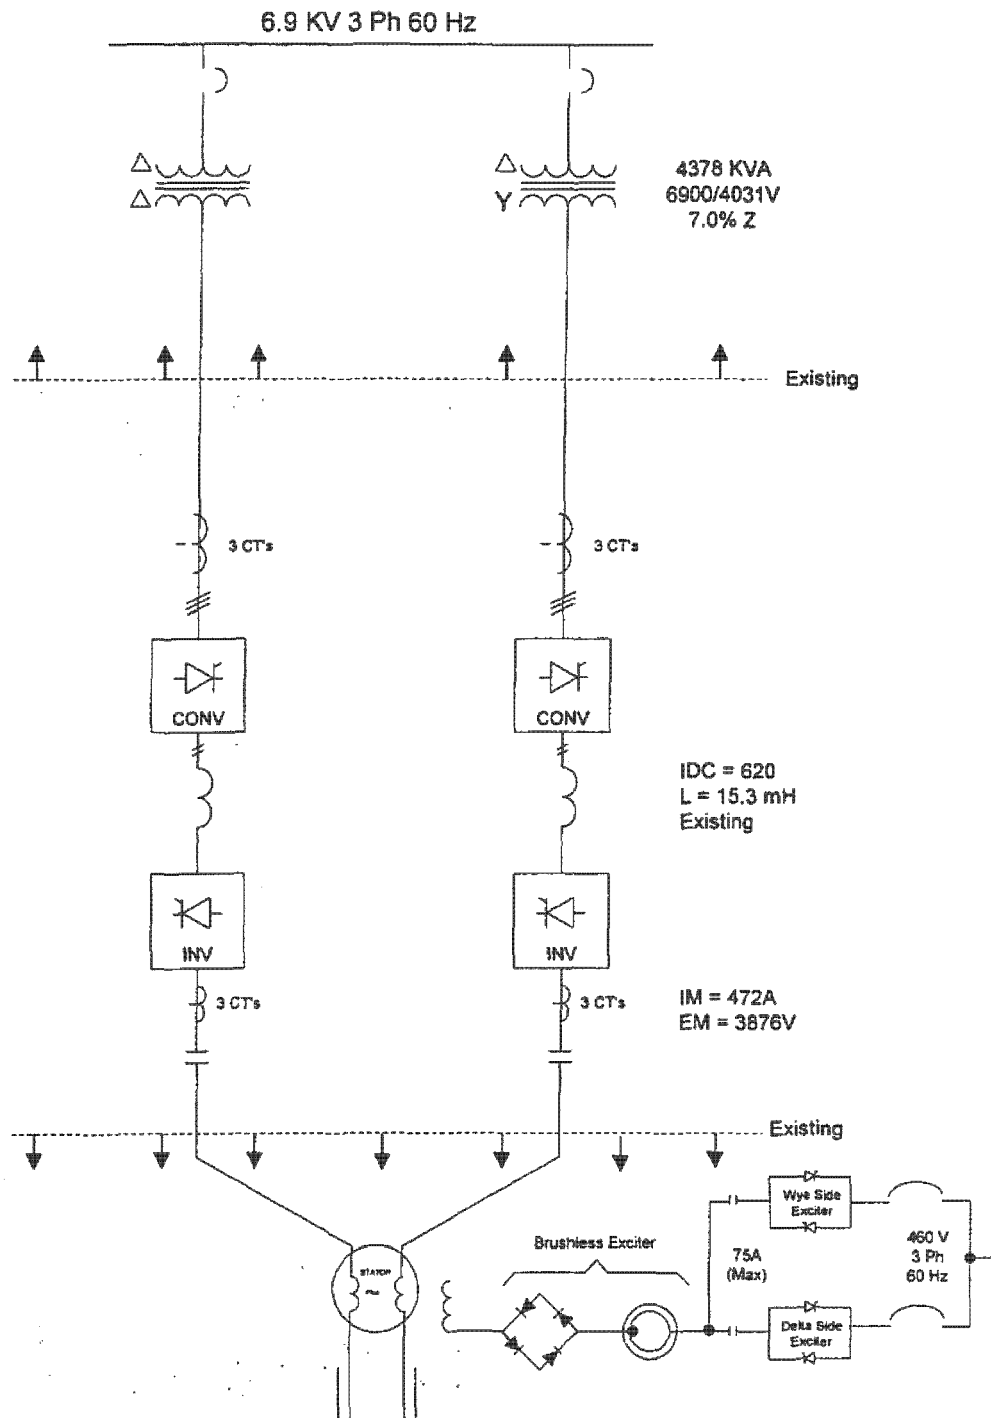 6.9 KV 3 Ph 60 Hz
△
△
△
Y
4378 KVA
6900/4031V
7.0% Z
Existing
3 CT's
3 CT's
CONV
CONV
IDC = 620
L = 15.3 mH
Existing
INV
INV
3 CT's
3 CT's
IM = 472A
EM = 3876V
Existing
Wye Side
Exciter
Brushless Exciter
75A
(Max)
460 V
3 Ph
60 Hz
STATOR
Delta Side
Exciter